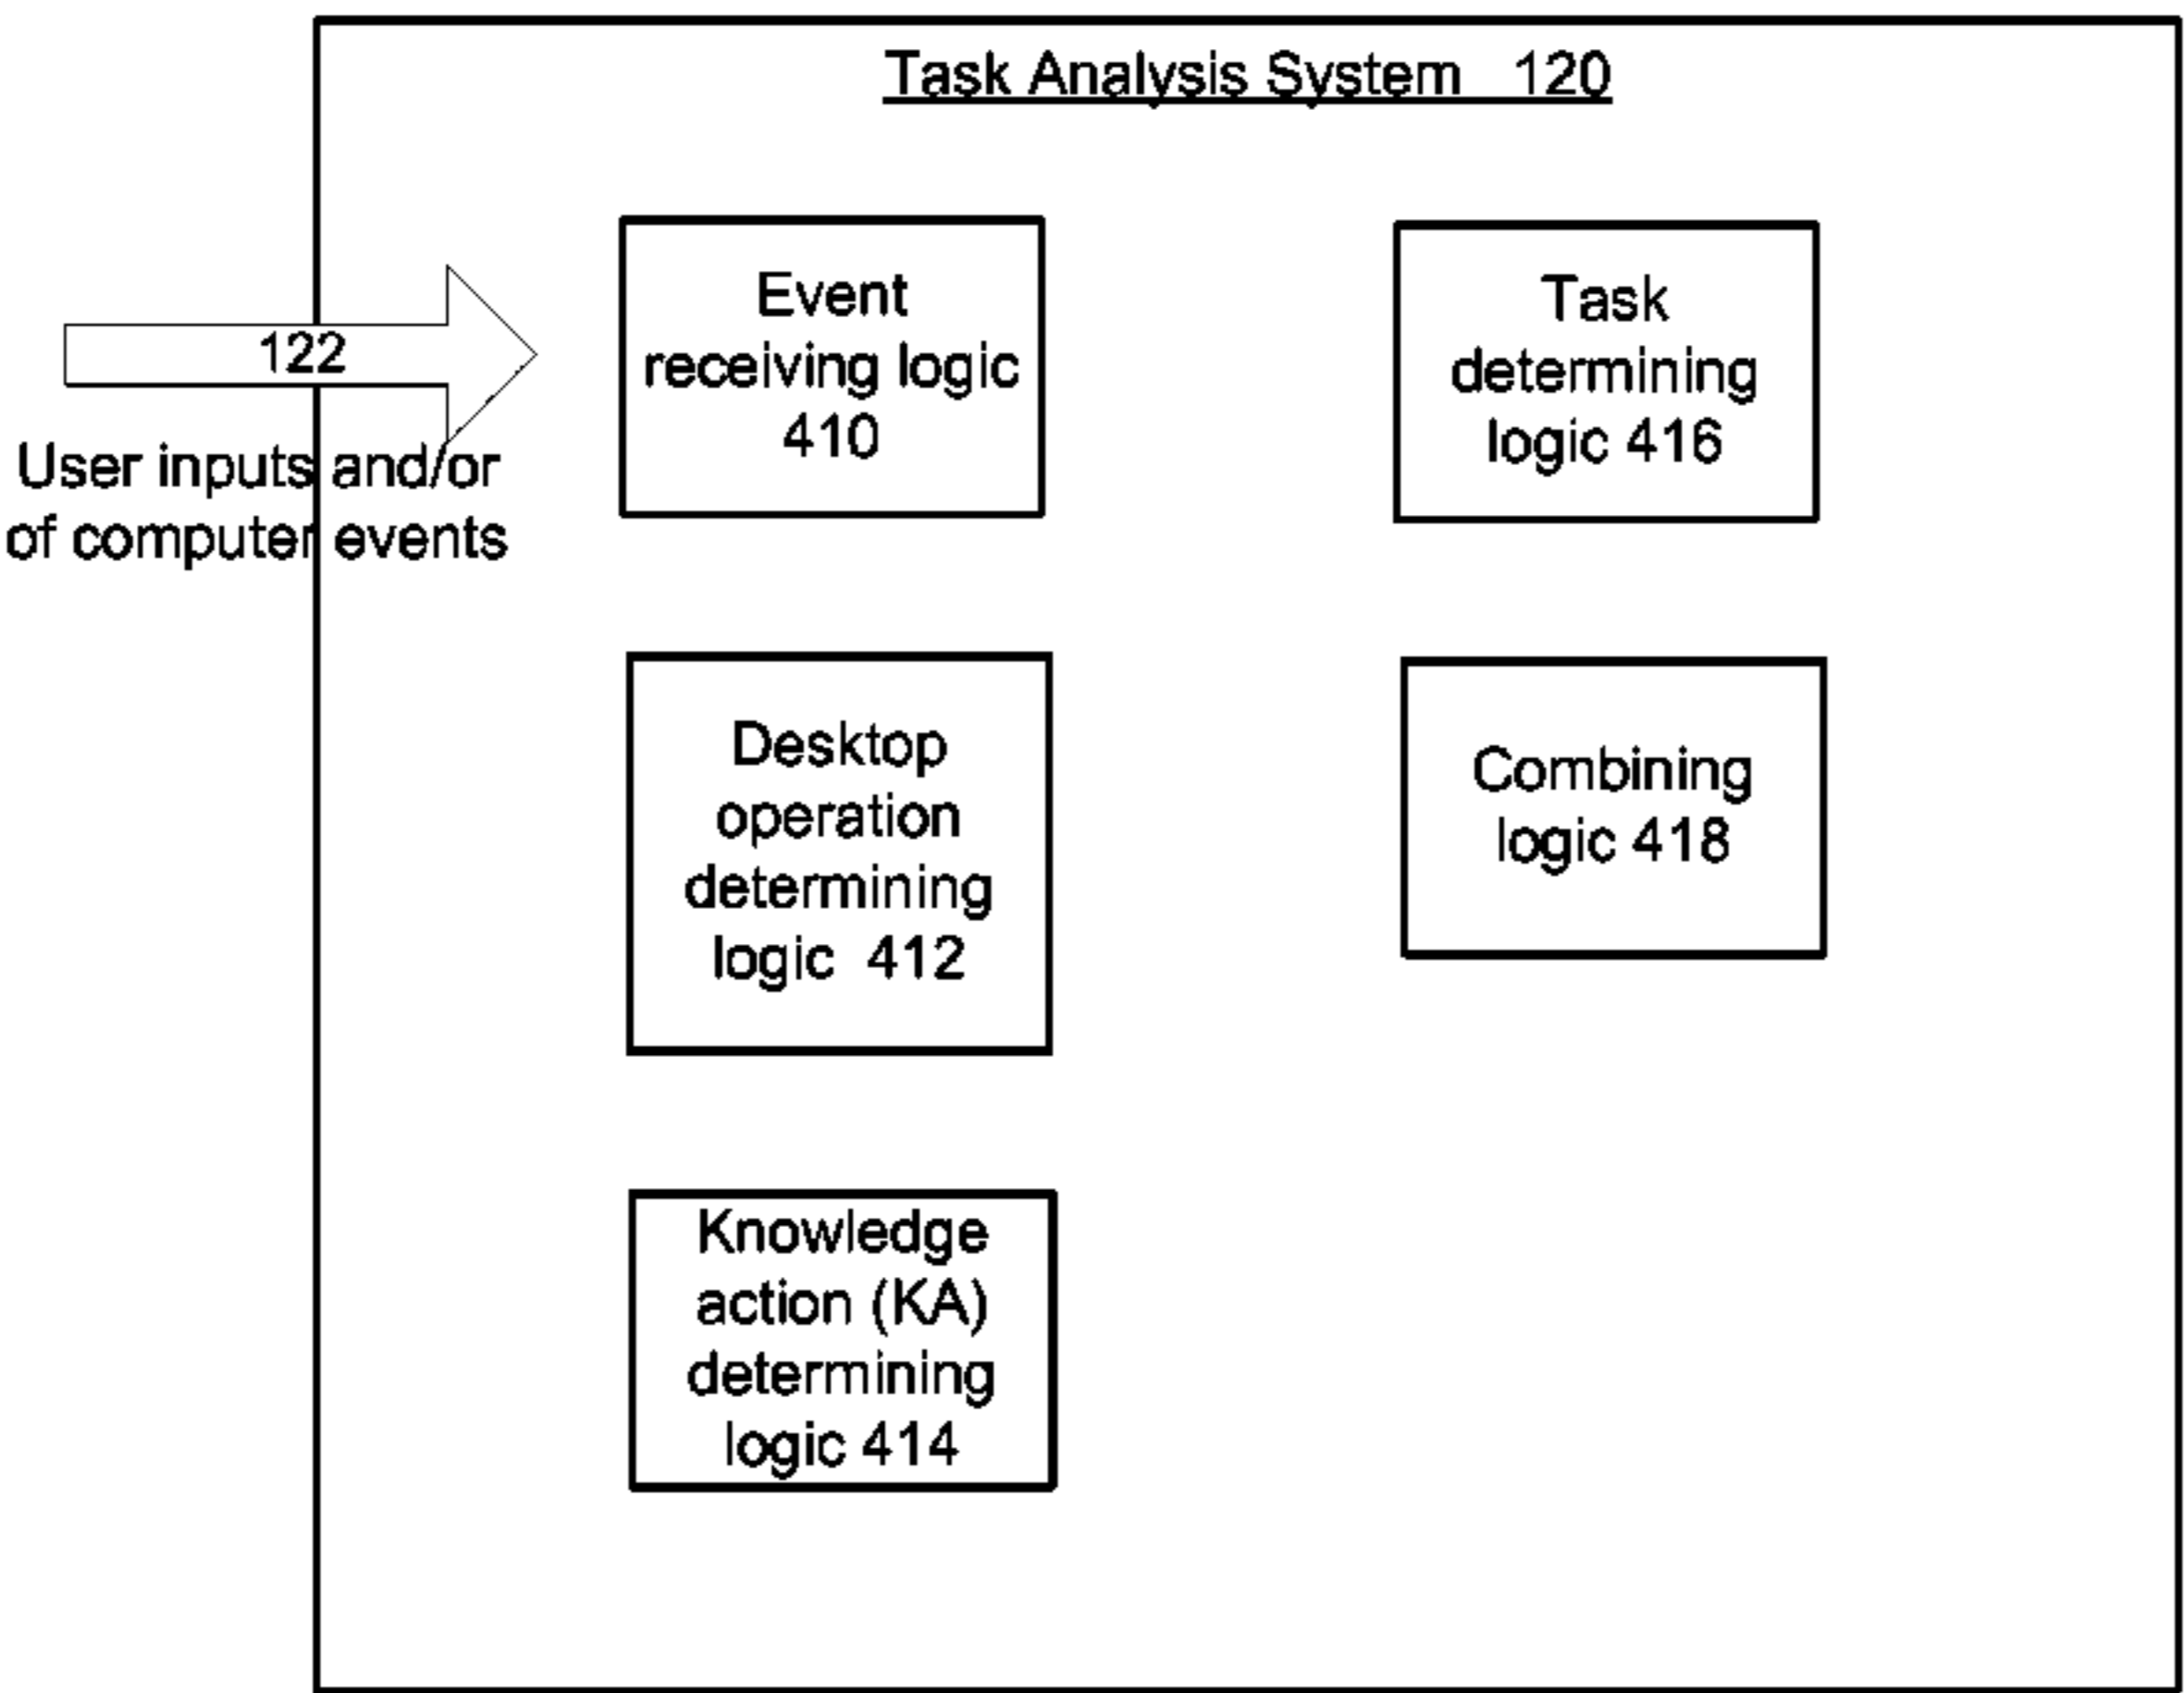 Task Analysis System 120
122
User inputs and/or
of computer events
Event
receiving logic
410
Task
determining
logic 416
Desktop
operation
determining
logic 412
Combining
logic 418
Knowledge
action (KA)
determining
logic 414